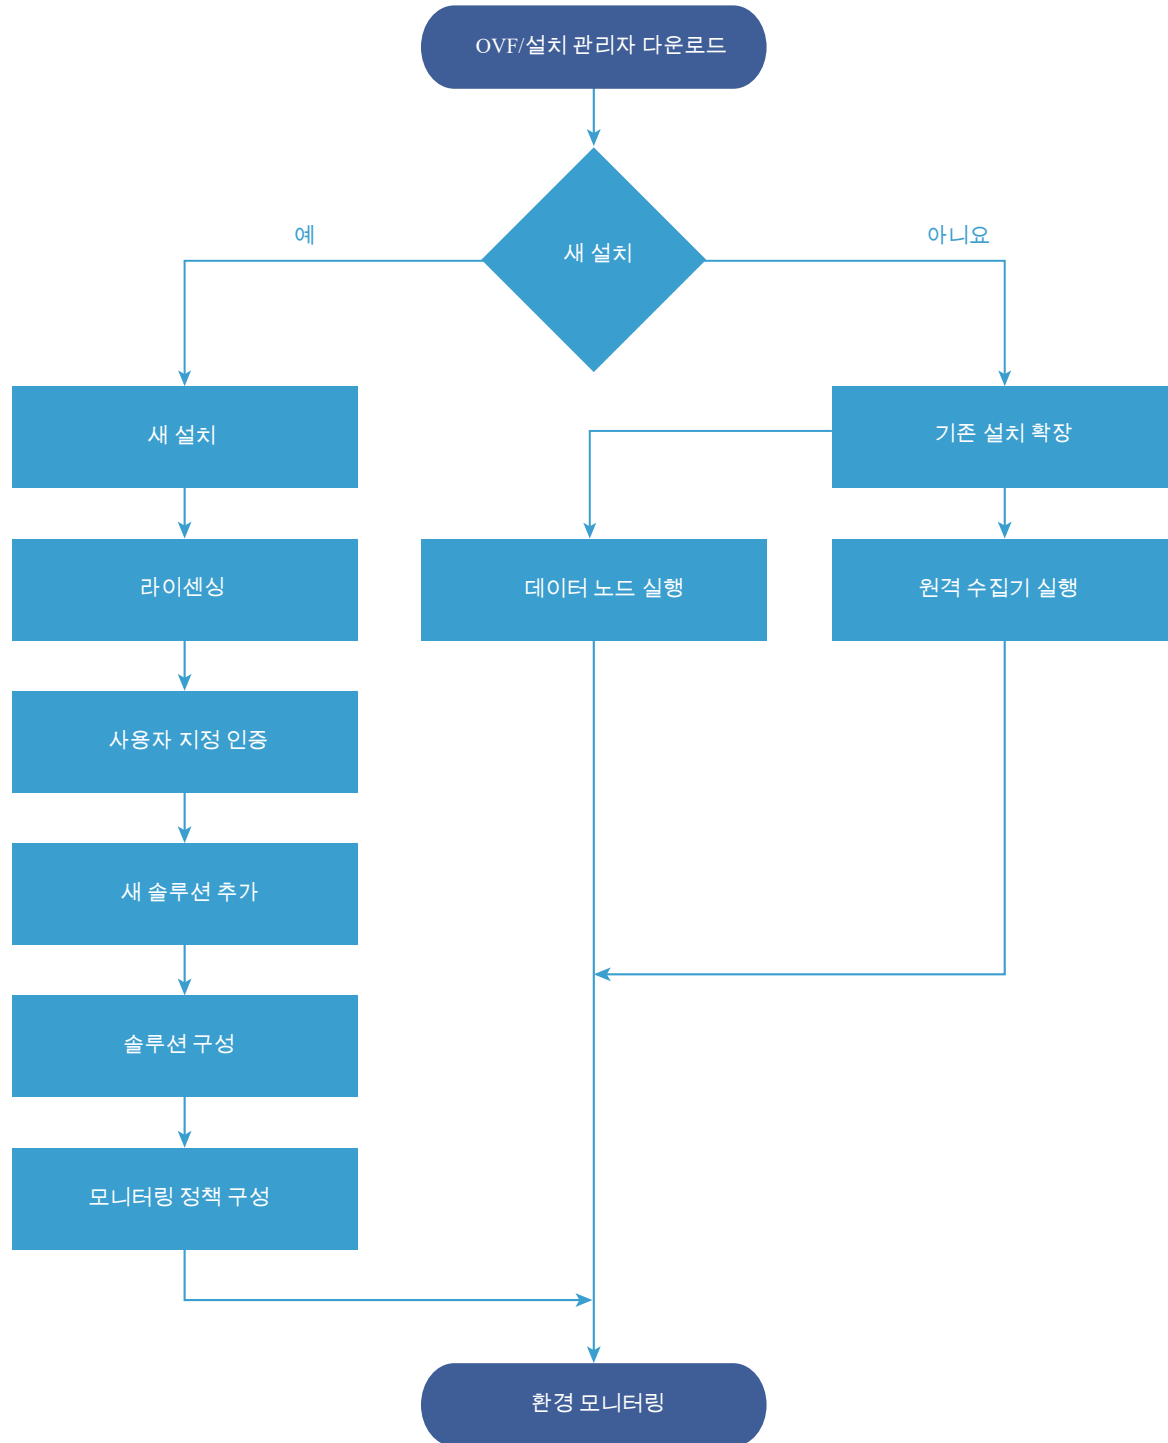 OVF/설치 관리자 다운로드
새 설치
예
아니요
새 설치
기존 설치 확장
라이센싱
데이터 노드 실행
원격 수집기 실행
사용자 지정 인증
새 솔루션 추가
솔루션 구성
모니터링 정책 구성
환경 모니터링